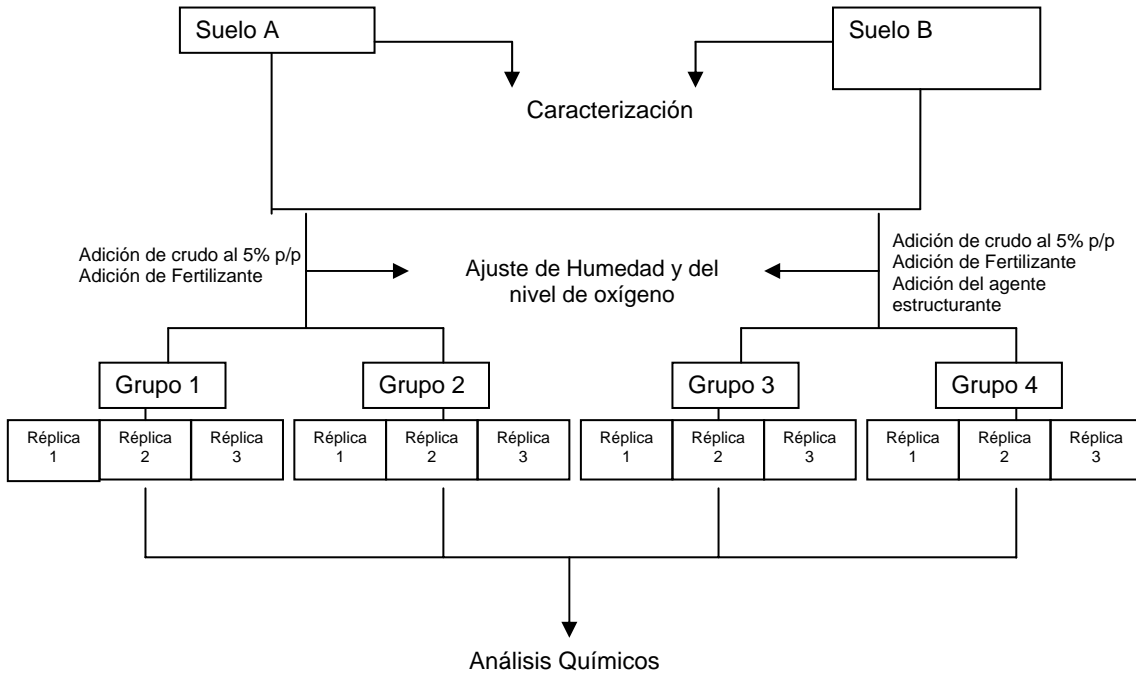 Suelo A
Suelo B
Caracterización
Adición de crudo al 5% p/p
Adición de Fertilizante
Ajuste de Humedad y del
nivel de oxígeno
Adición de crudo al 5% p/p
Adición de Fertilizante
Adición del agente
estructurante
Grupo 1
Grupo 2
Grupo 3
Grupo 4
Réplica
1
Réplica
2
Réplica
3
Réplica
1
Réplica
2
Réplica
3
Réplica
1
Réplica
2
Réplica
3
Réplica
1
Réplica
2
Réplica
3
Análisis Químicos